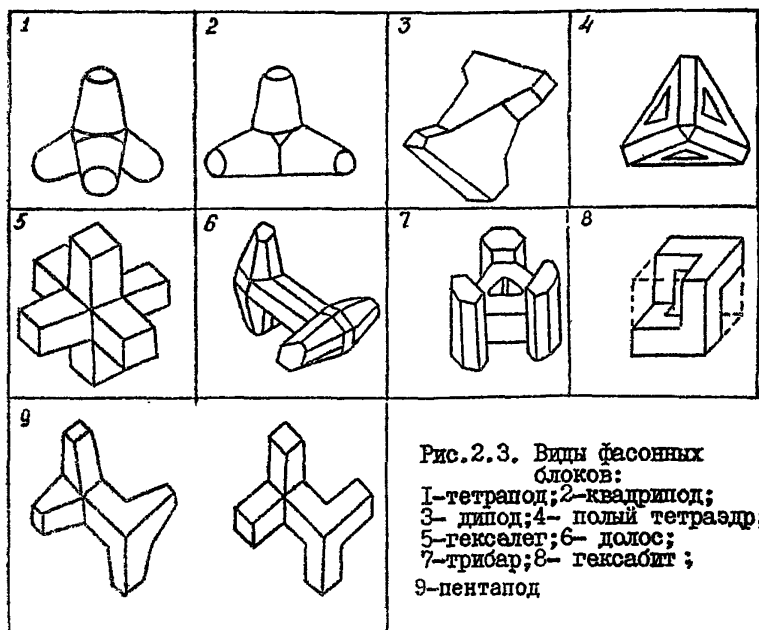 1
2
3
4
5
6
7
8
9
Рис.2.3. Виды фасонных
блоков:
I-тетрапод;2-квадрипод;
3- дипод;4- полый тетраэдр;
5-гексалег;6- долос;
7-трибар;8- гексабит ;
9-пентапод